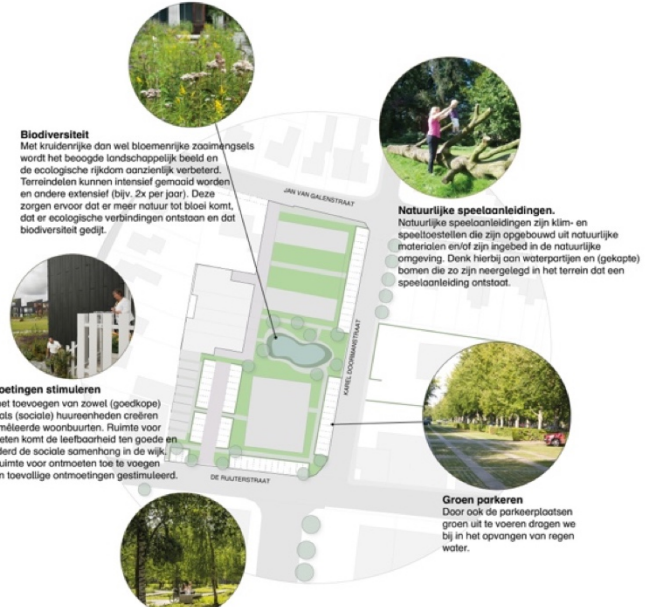 Biodiversiteit
Met kruidenrijke dan wel bloemenrijke zaaimengsels
wordt het beoogde landschappelijk beeld en
de ecologische rijkdom aanzienlijk verbeterd.
Terreindelen kunnen intensief gemaaid worden
en andere extensief (bijv. 2x per jaar). Deze
zorgen ervoor dat er meer natuur tot bloei komt,
dat er ecologische verbindingen ontstaan en dat
biodiversiteit gedijt.
JAN VAN GALENSTRAAT
Natuurlijke speelaanleidingen.
Natuurlijke speelaanleidingen zijn klim- en
speeltoestellen die zijn opgebouwd uit natuurlijke
materialen en/of zijn ingebed in de natuurlijke
omgeving. Denk hierbij aan waterpartijen en (gekapte)
bomen die zo zijn neergelegd in het terrein dat een
speelaanleiding ontstaat.
KAREL DOORMANSTRAAT
oetingen stimuleren
et toevoegen van zowel (goedkope)
als (sociale) huureenheden creëren
mêleerde woonbuurten. Ruimte voor
eten komt de leefbaarheid ten goede en
derd de sociale samenhang in de wijk.
uimte voor ontmoeten toe te voegen
n toevallige ontmoetingen gestimuleerd.
DE RUIJTERSTRAAT
Groen parkeren
Door ook de parkeerplaatsen
groen uit te voeren dragen we
bij in het opvangen van regen
water.